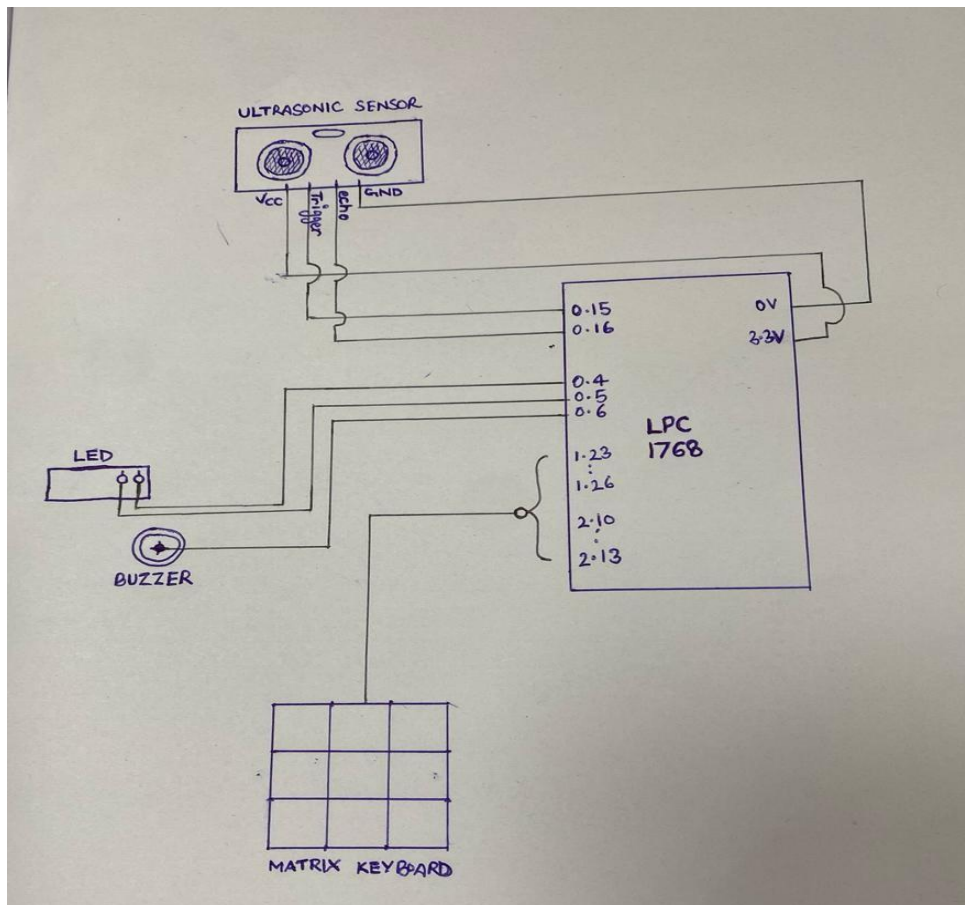 ULTRASONIC SENSOR
VCC
Trigger
echo
GND
0.15
0.16
0V
3.3V
0.4
0.5
0.6
LPC
1768
1.23
:
1.26
2.10
:
2.13
LED
BUZZER
MATRIX KEYBOARD